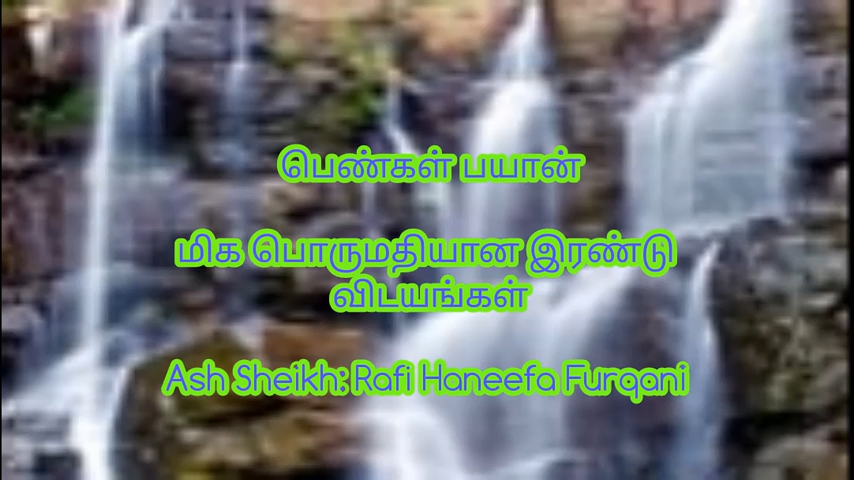 பெண்கள் பயான்
மிக பொருமதியான இரண்டு
விடயங்கள்
Ash Sheikh: Rafi Haneefa Furqani